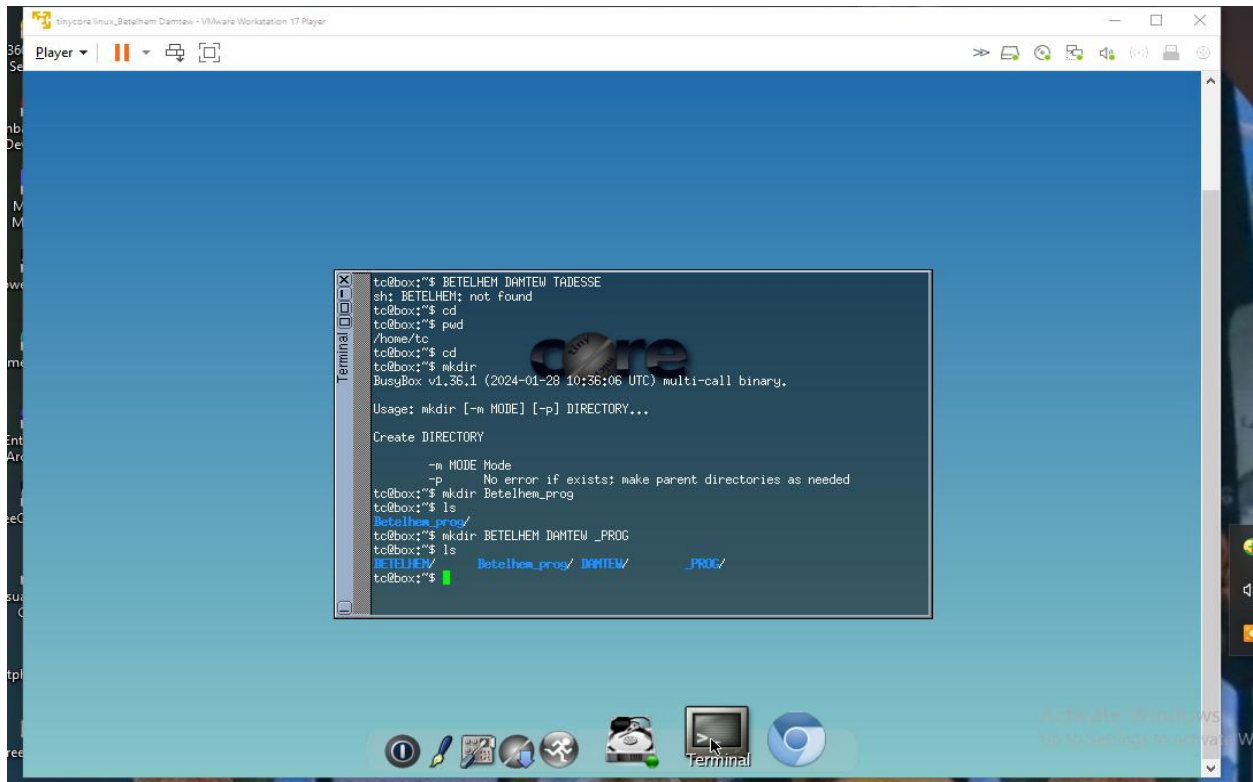 tinycore linux_Betelhem Damtew - VMware Workstation 17 Player
Player
Terminal
tc@box:~$ BETELHEM DAMTEW TADESSE
sh: BETELHEM: not found
tc@box:~$ cd
tc@box:~$ pwd
/home/tc
tc@box:~$ cd
tc@box:~$ mkdir
BusyBox v1.36.1 (2024-01-28 10:36:06 UTC) multi-call binary.
Usage: mkdir [-m MODE] [-p] DIRECTORY...
Create DIRECTORY
-m MODE Mode
-p No error if exists; make parent directories as needed
tc@box:~$ mkdir Betelhem_prog
tc@box:~$ ls
Betelhem_prog/
tc@box:~$ mkdir BETELHEM DAMTEW _PROG
tc@box:~$ ls
BETELHEM/ Betelhem_prog/ DAMTEW/ _PROG/
tc@box:~$
tiny core
Terminal
Activate Windows